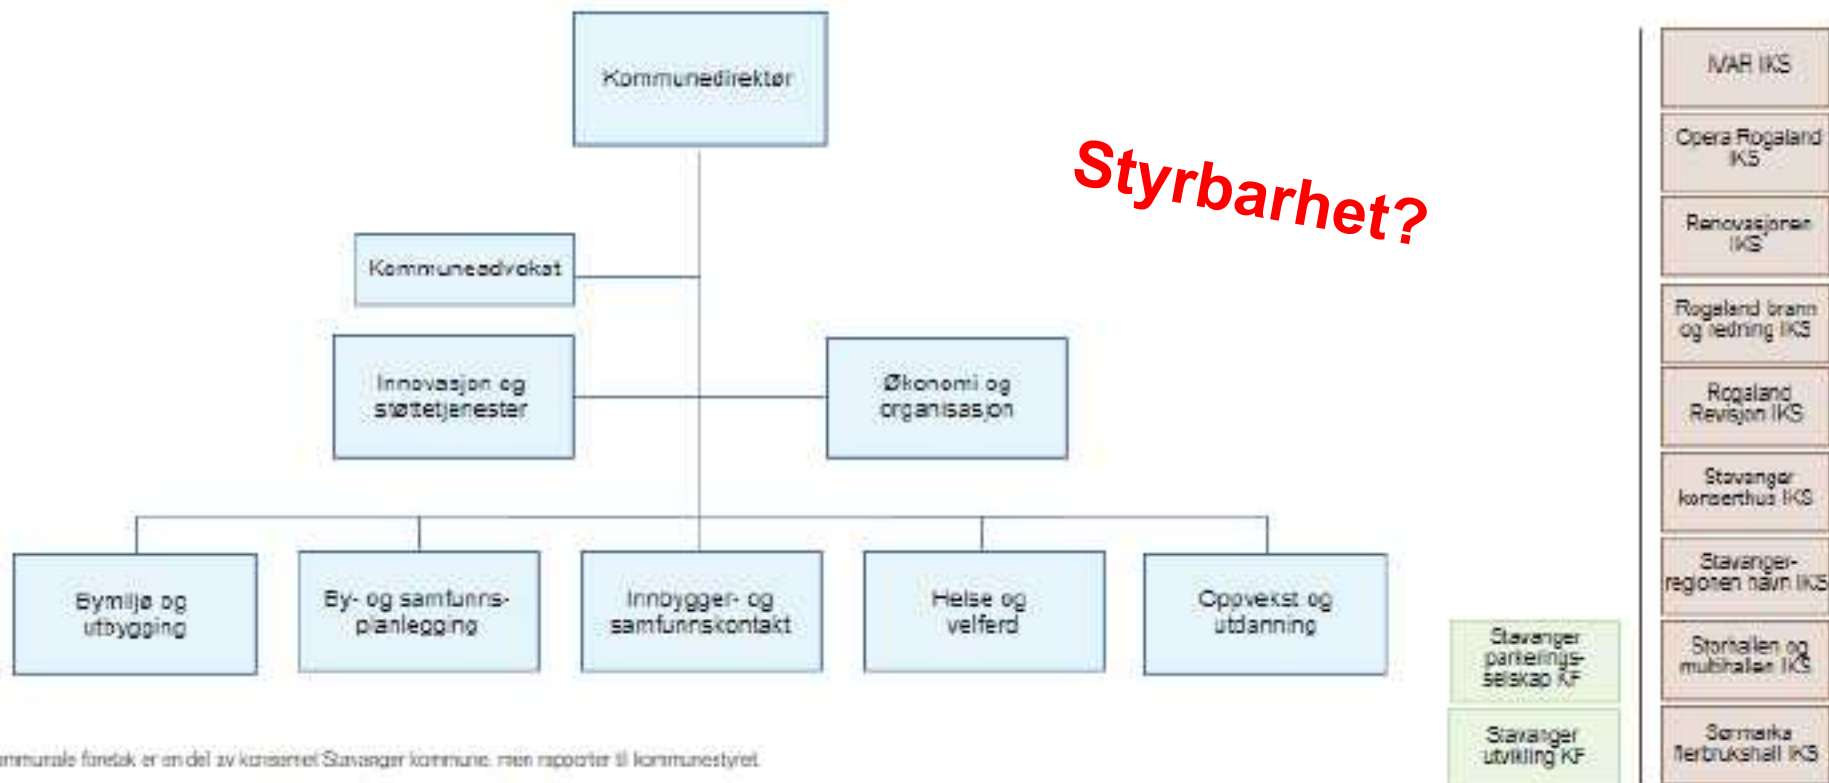 Kommunedirektør
Styrbarhet?
Kommuneadvokat
Innovasjon og
støttetjenester
Økonomi og
organisasjon
Bymiljø og
utbygging
By- og samfunns-
planlegging
Innbygger- og
samfunnskontakt
Helse og
velferd
Oppvekst og
utdanning
Stavanger
parkerings-
selskap KF
Stavanger
utvikling KF
IVAR IKS
Opera Rogaland
IKS
Renovasjonen
IKS
Rogaland brann
og redning IKS
Rogaland
Revisjon IKS
Stavanger
konserthus IKS
Stavanger-
regionen havn IKS
Storhallen og
multihallen IKS
Sørmarka
flerbrukshall IKS
ommunale foretak er en del av konsernet Stavanger kommune, men rapporter til kommunestyret